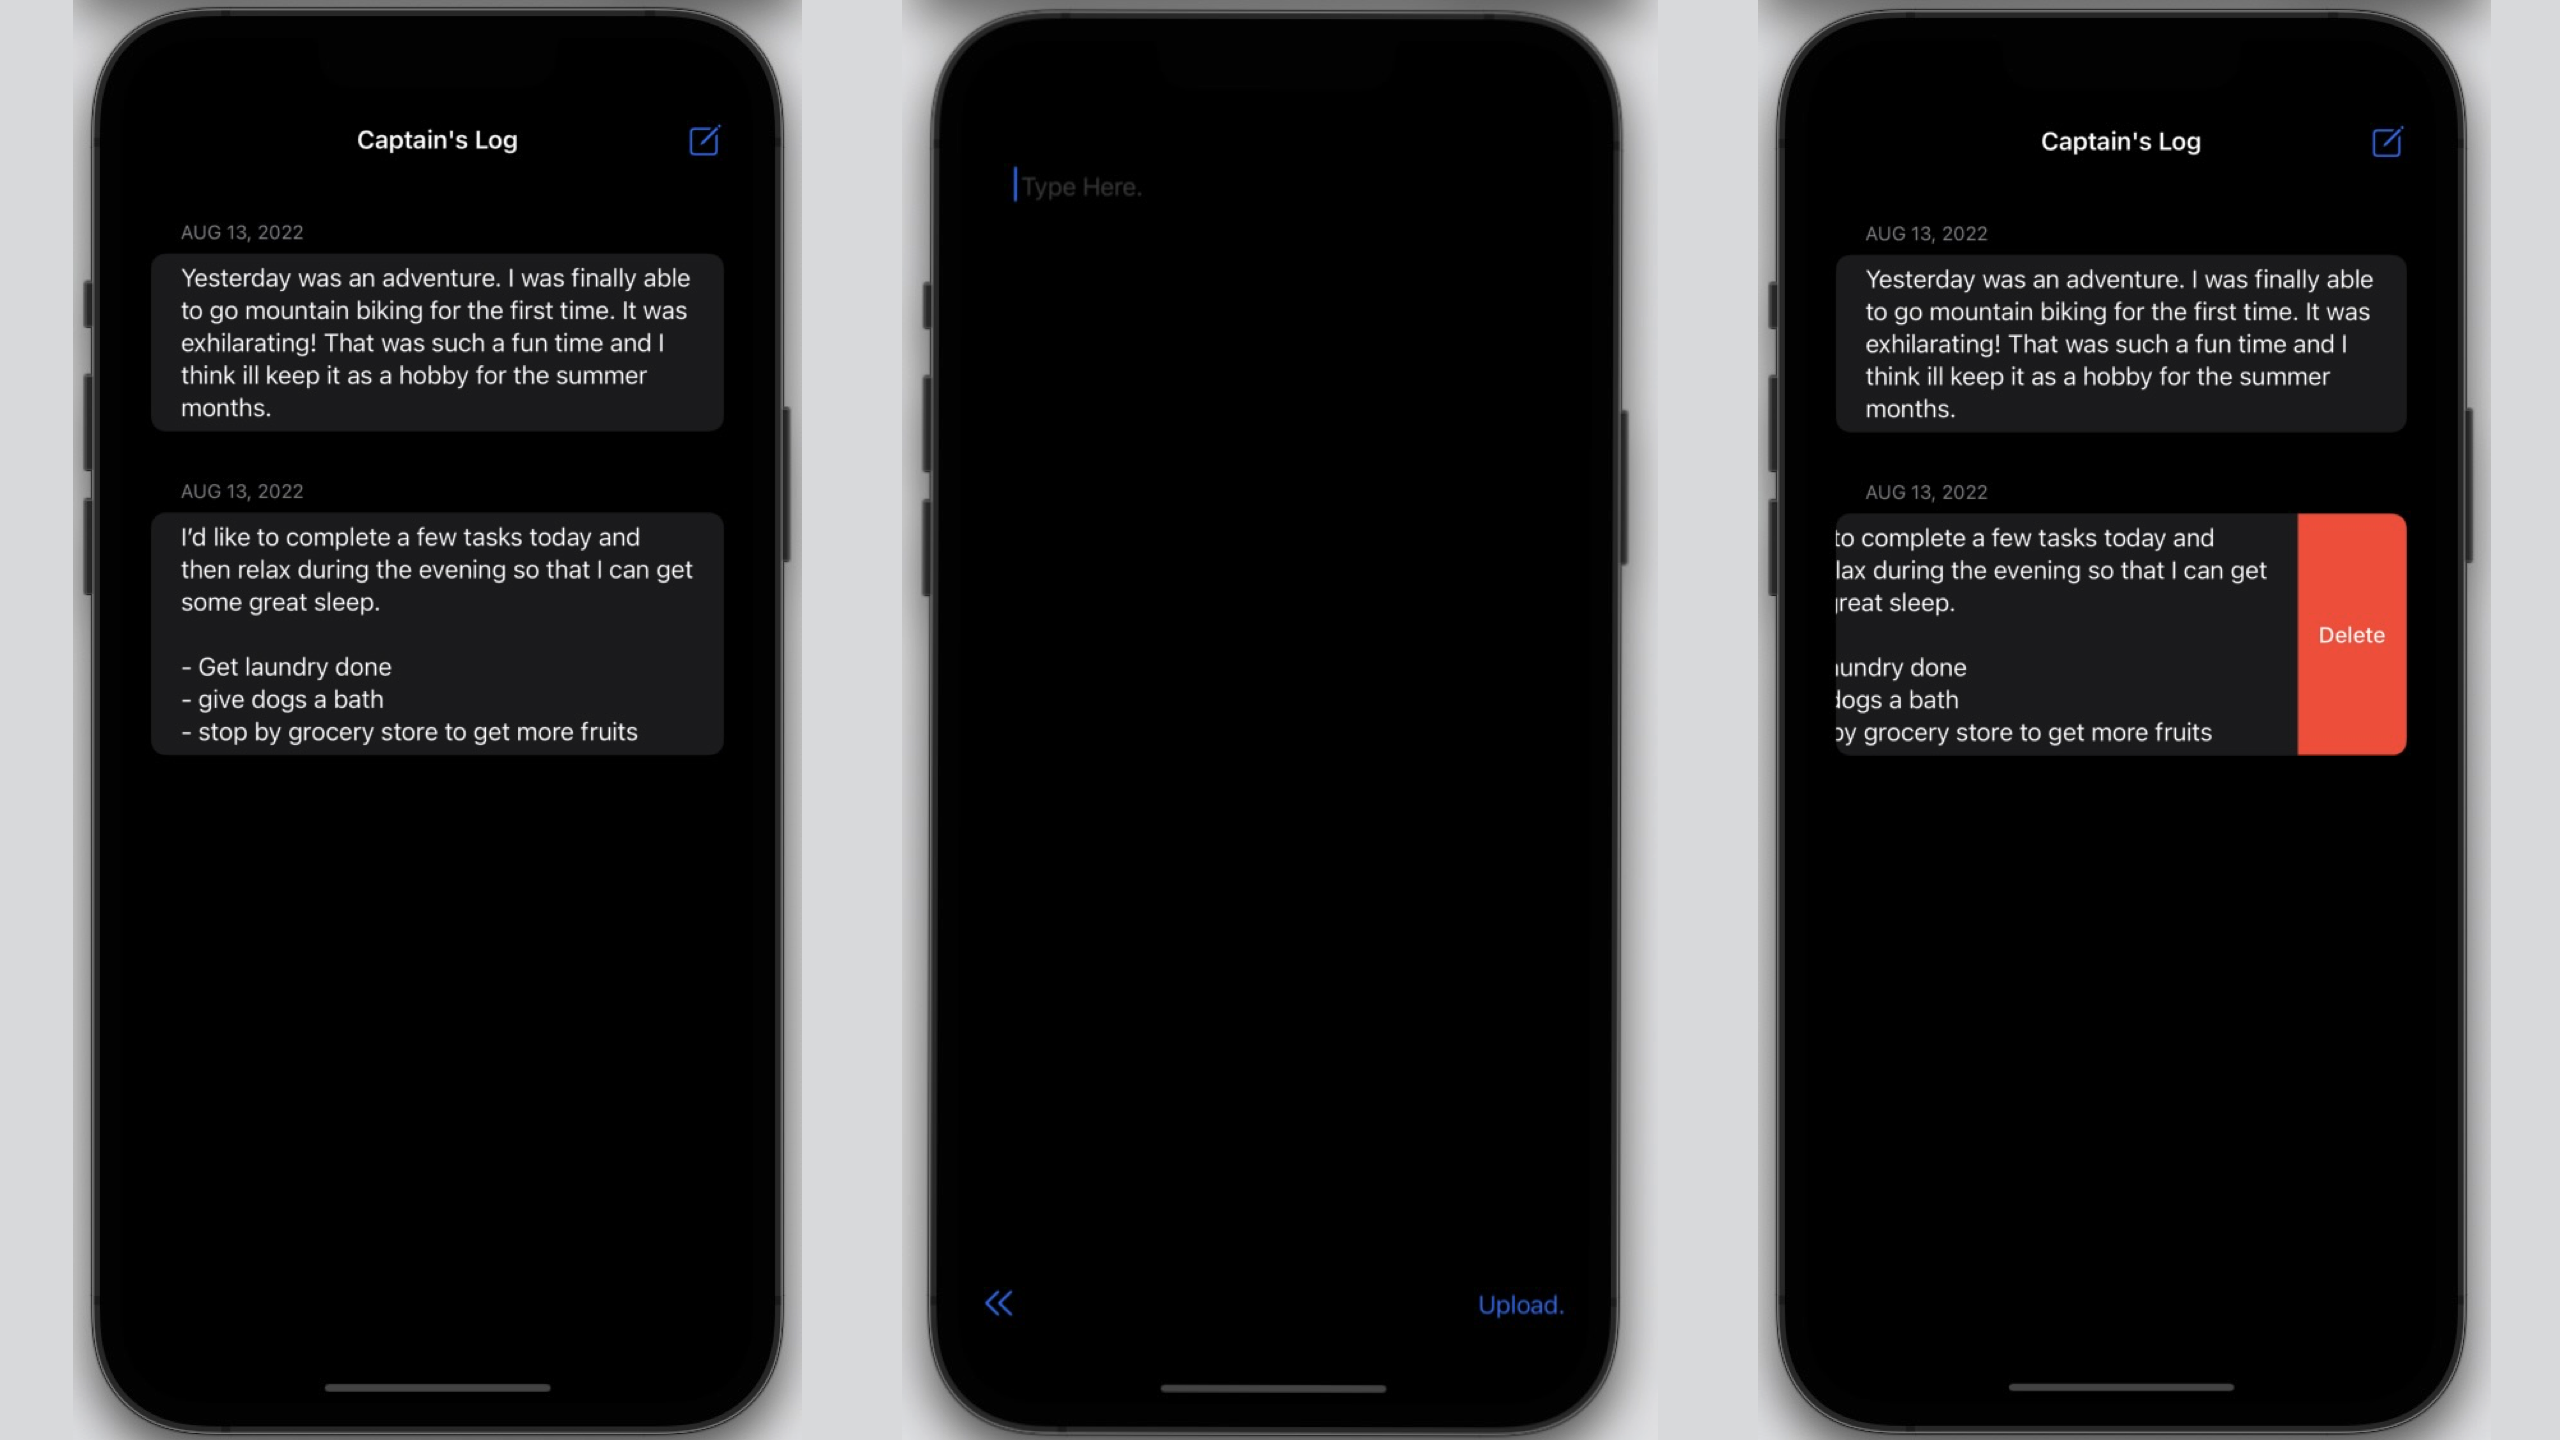 Captain's Log
AUG 13, 2022
Yesterday was an adventure. I was finally able
to go mountain biking for the first time. It was
exhilarating! That was such a fun time and I
think ill keep it as a hobby for the summer
months.
AUG 13, 2022
I’d like to complete a few tasks today and
then relax during the evening so that I can get
some great sleep.
- Get laundry done
- give dogs a bath
- stop by grocery store to get more fruits
Type Here.
Upload.
Captain's Log
AUG 13, 2022
Yesterday was an adventure. I was finally able
to go mountain biking for the first time. It was
exhilarating! That was such a fun time and I
think ill keep it as a hobby for the summer
months.
AUG 13, 2022
to complete a few tasks today and
lax during the evening so that I can get
reat sleep.
undry done
dogs a bath
by grocery store to get more fruits
Delete